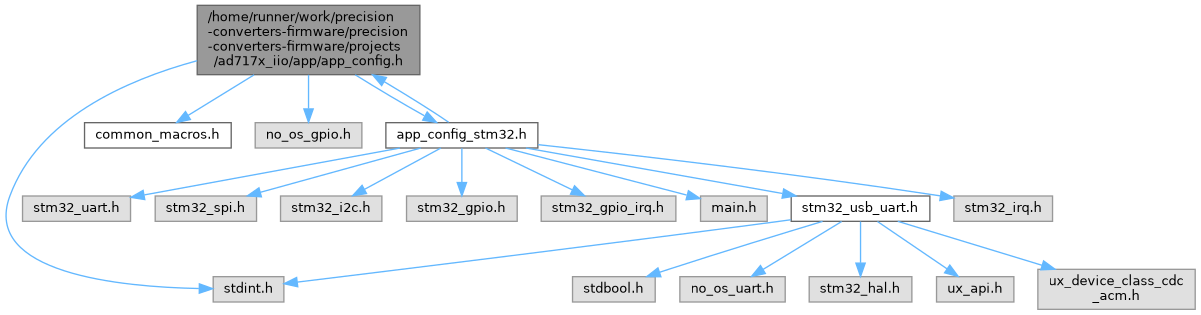 /home/runner/work/precision
-converters-firmware/precision
-converters-firmware/projects
/ad717x_iio/app/app_config.h
common_macros.h
no_os_gpio.h
app_config_stm32.h
stm32_uart.h
stm32_spi.h
stm32_i2c.h
stm32_gpio.h
stm32_gpio_irq.h
main.h
stm32_usb_uart.h
stm32_irq.h
stdint.h
stdbool.h
no_os_uart.h
stm32_hal.h
ux_api.h
ux_device_class_cdc
_acm.h